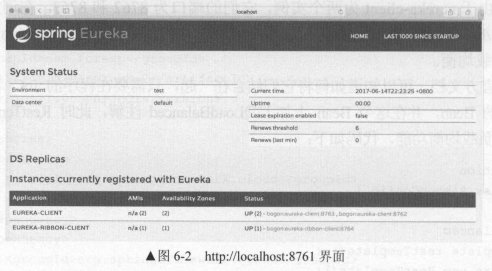 localhost
spring Eureka
HOME LAST 1000 SINCE STARTUP
System Status
Environment test
Data center default
Current time 2017-06-14T22:23:25 +0800
Uptime 00:00
Lease expiration enabled false
Renews threshold 6
Renews (last min) 0
DS Replicas
Instances currently registered with Eureka
Application AMIs Availability Zones Status
EUREKA-CLIENT n/a (2) (2) UP (2) - bogon:eureka-client:8763 , bogon:eureka-client:8762
EUREKA-RIBBON-CLIENT n/a (1) (1) UP (1) - bogon:eureka-ribbon-client:8764
▲图 6-2 http://localhost:8761 界面